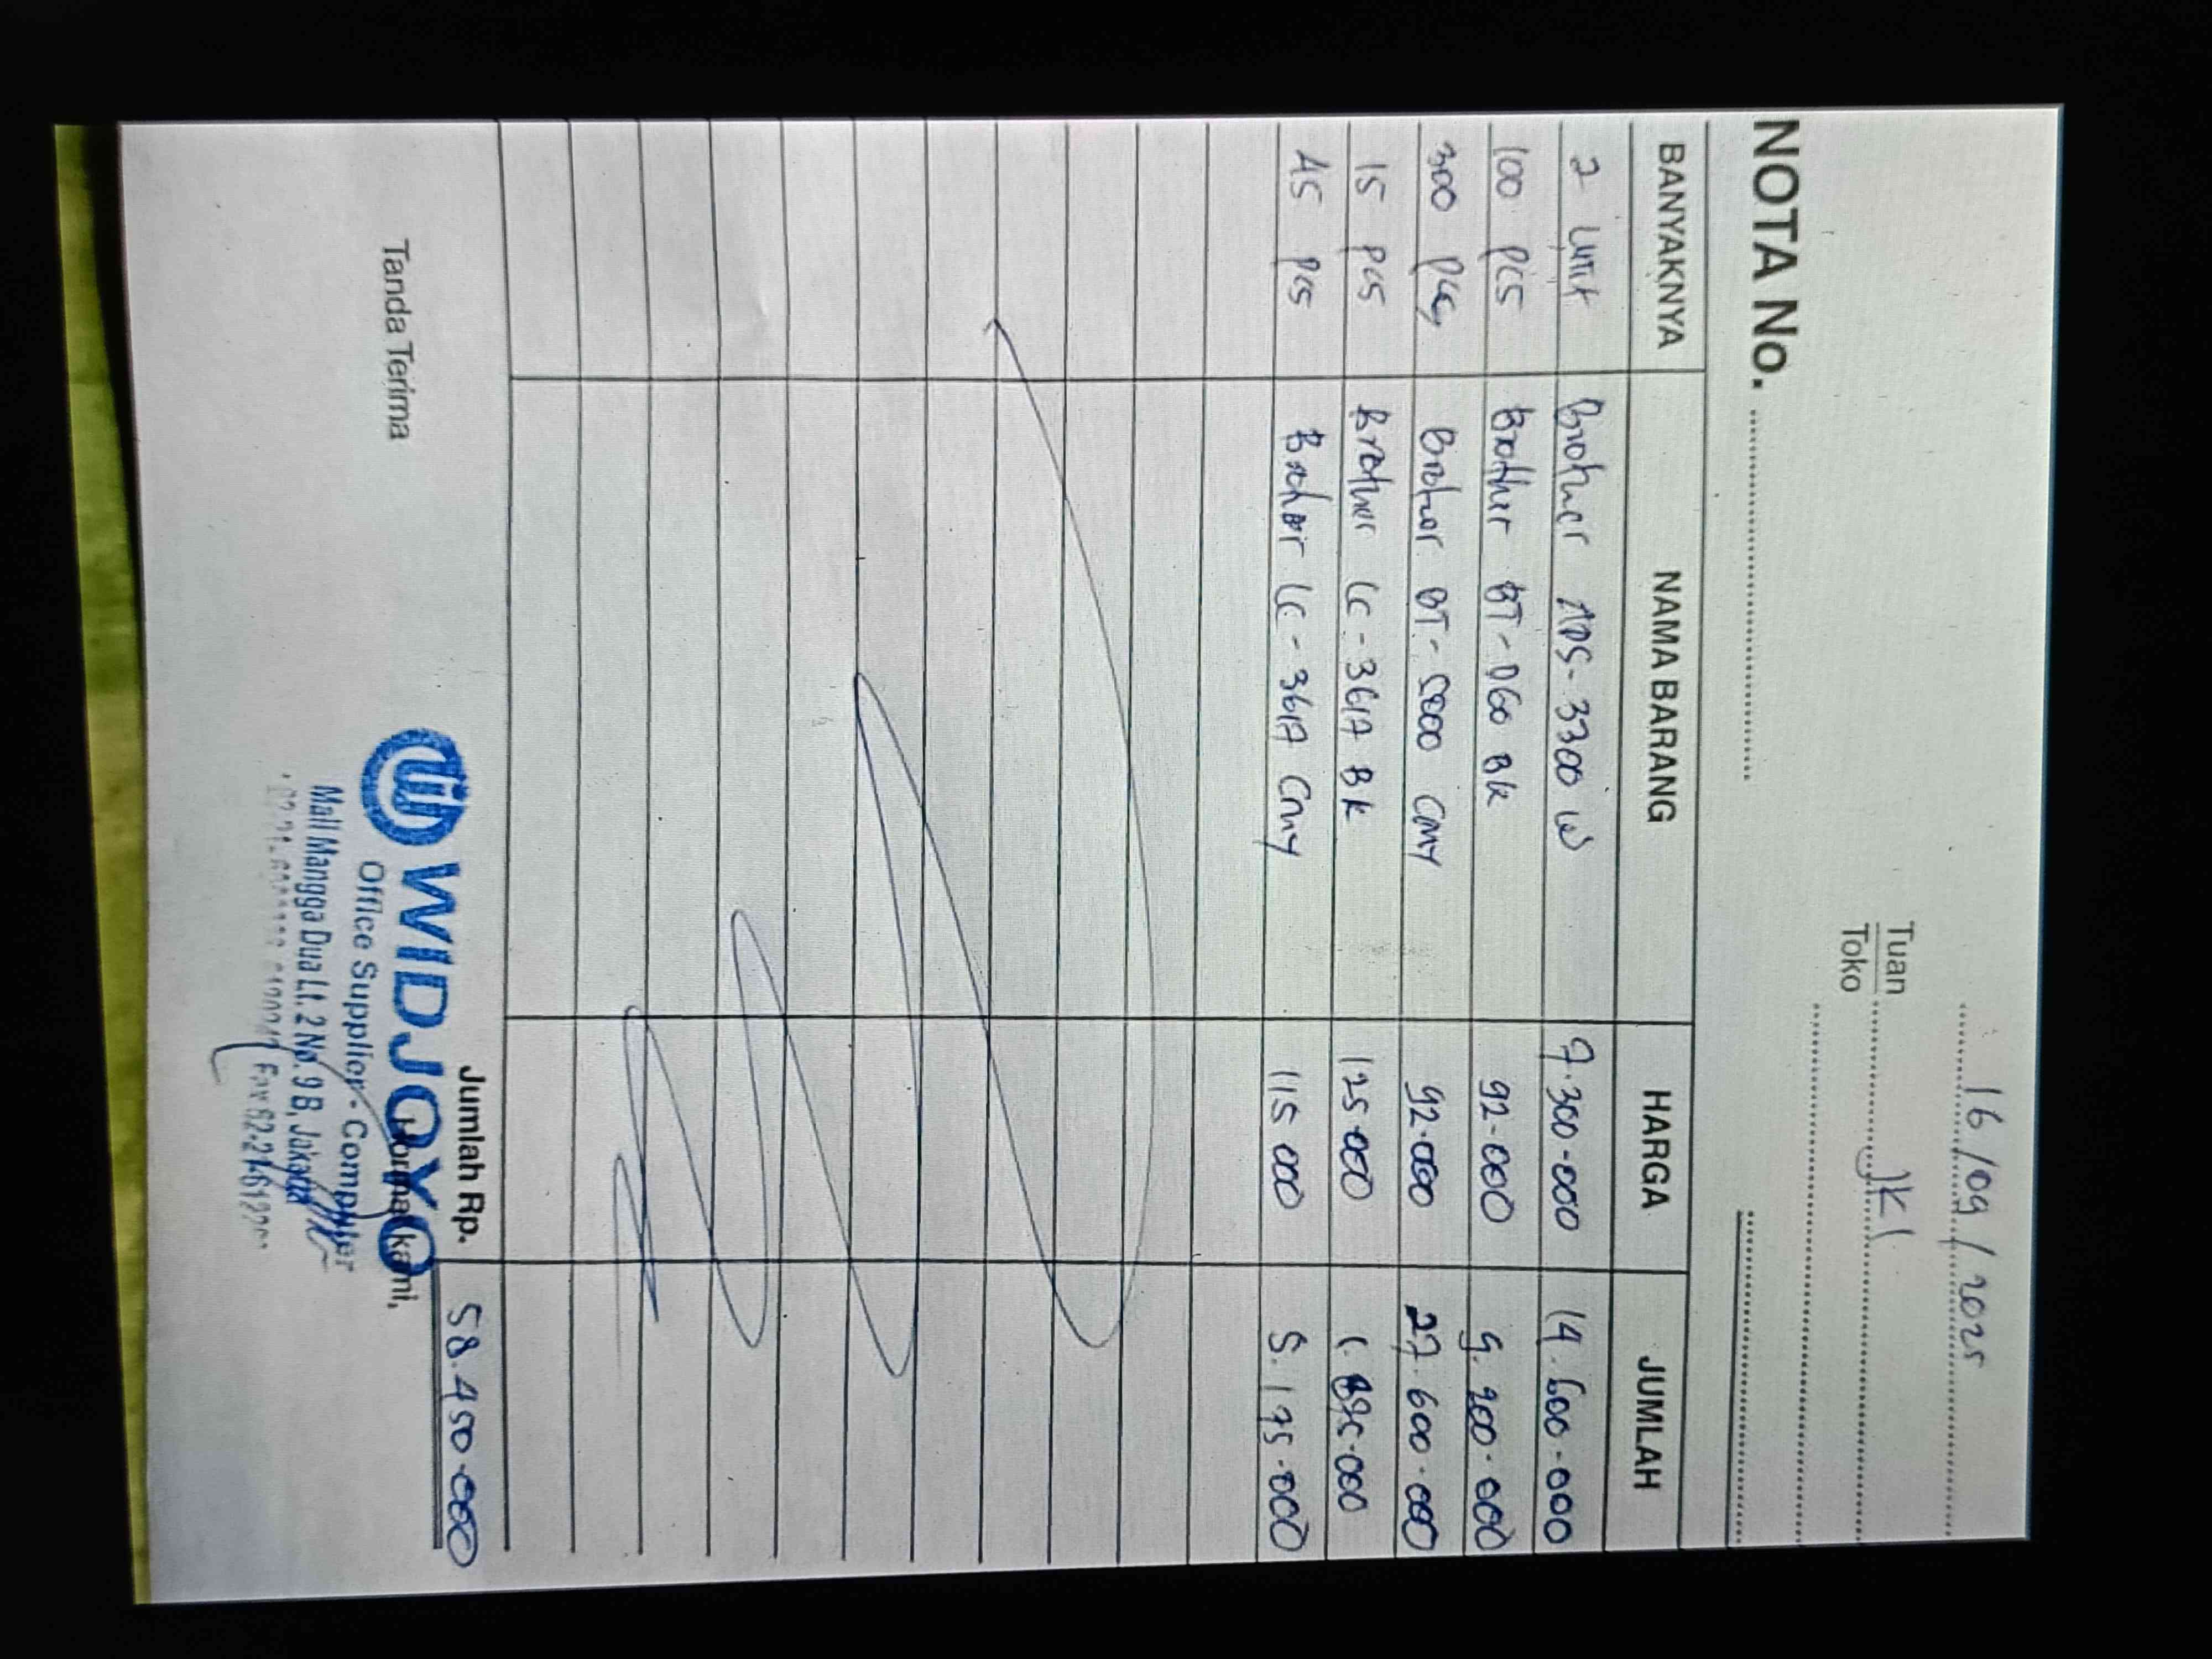 16/09/2025
Tuan JKI
Toko
NOTA No.
BANYAKNYA NAMA BARANG HARGA JUMLAH
2 unit Brother ADS-3300 W 7.300.000 14.600.000
100 pcs Brother BT-D60 BK 92.000 9.200.000
300 pcs Brother BT-5000 CMY 92.000 27.600.000
15 pcs Brother LC-3617 BK 125.000 1.875.000
45 pcs Brother LC-3617 CMY 115.000 5.175.000
Jumlah Rp. 58.450.000
Tanda Terima Hormat kami,
WIDJOYO
Office Supplier - Computer
Mall Mangga Dua Lt. 2 No. 9 B, Jakarta